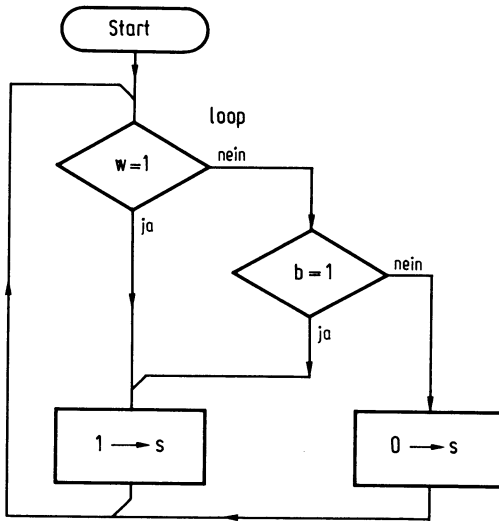 Start
loop
w = 1
nein
ja
b = 1
nein
ja
1 → s
0 → s